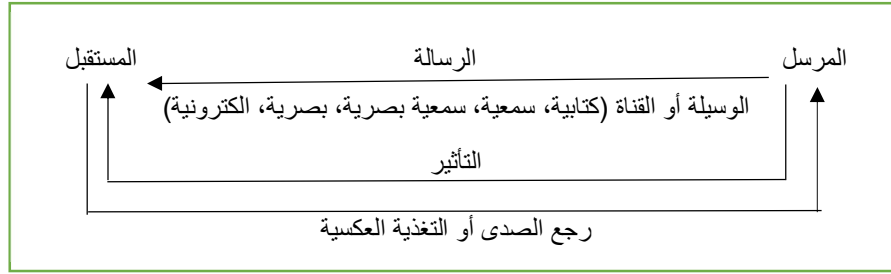 المرسل الرسالة المستقبل
الوسيلة أو القناة (كتابية، سمعية، سمعية بصرية، بصرية، الكترونية)
التأثير
رجع الصدى أو التغذية العكسية